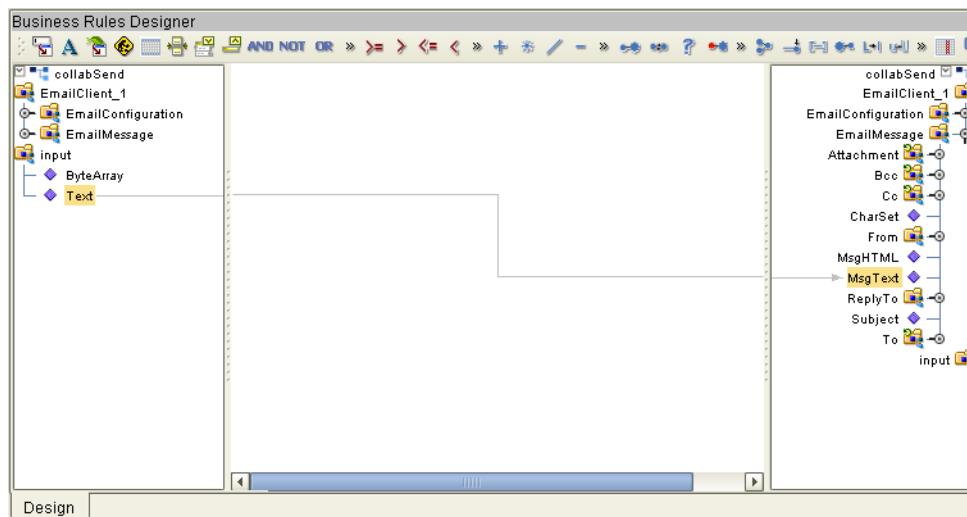 Business Rules Designer
A AND NOT OR » >= > <= < » + * / - » ? » »
collabSend
EmailClient_1
EmailConfiguration
EmailMessage
input
ByteArray
Text
collabSend
EmailClient_1
EmailConfiguration
EmailMessage
Attachment
Bcc
Cc
CharSet
From
MsgHTML
MsgText
ReplyTo
Subject
To
input
Design